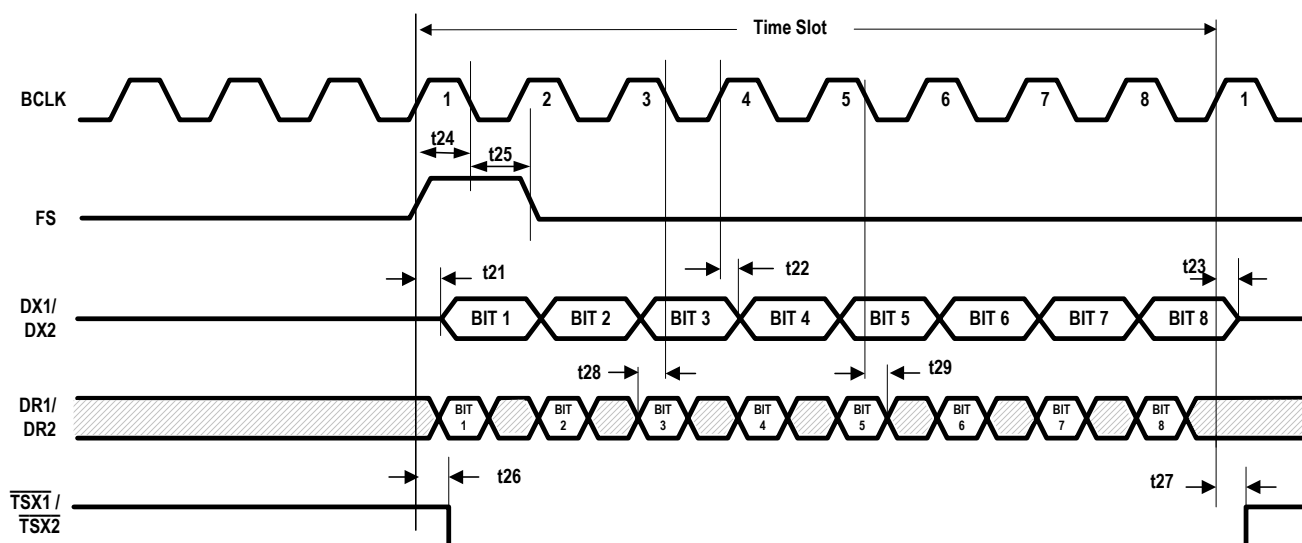 Time Slot
BCLK 1 2 3 4 5 6 7 8 1
t24
t25
FS
t21 t22 t23
DX1/
DX2
BIT 1 BIT 2 BIT 3 BIT 4 BIT 5 BIT 6 BIT 7 BIT 8
t28 t29
DR1/
DR2
BIT 1 BIT 2 BIT 3 BIT 4 BIT 5 BIT 6 BIT 7 BIT 8
t26 t27
TSX1 /
TSX2